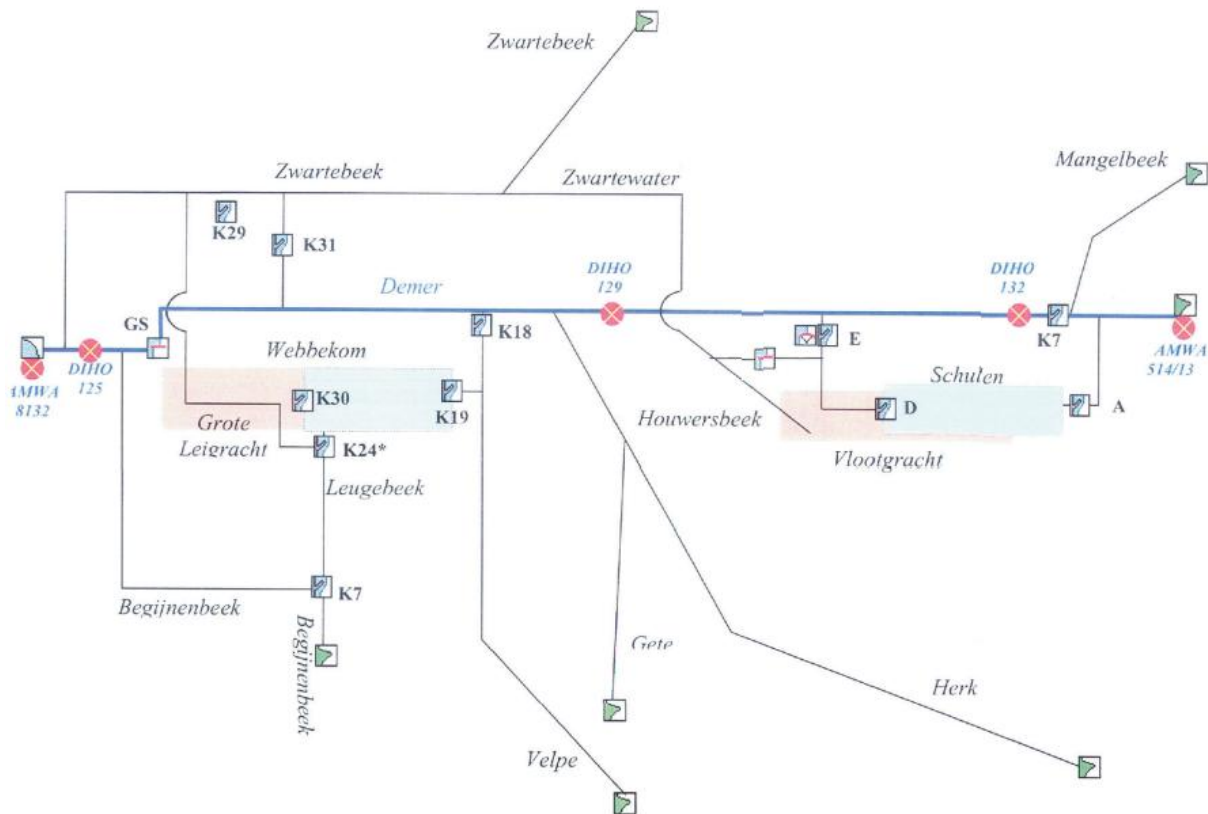 Zwartebeek
Zwartebeek
Zwartewater
Mangelbeek
K29
K31
DIHO
129
DIHO
132
Demer
GS
K18
E
K7
DIHO
125
AMWA
8132
AMWA
514/13
Webbekom
Schulen
K30
K19
D
A
Grote
Leigracht
Houwersbeek
Vlootgracht
K24*
Leugebeek
K7
Begijnenbeek
Begijnenbeek
Gete
Herk
Velpe